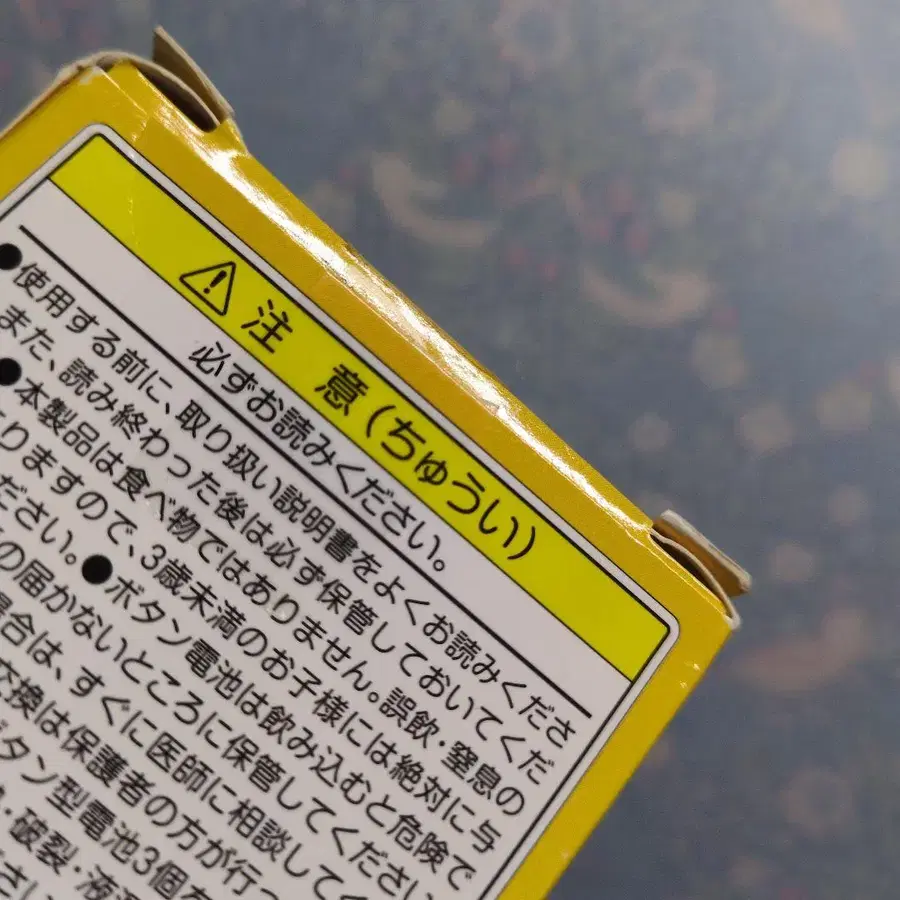 注 意(ちゅうい)
必ずお読みください。
●使用する前に、取り扱い説明書をよくお読みくださ
また、読み終わった後は必ず保管しておいてくだ
●本製品は食べ物ではありません。誤飲・窒息の
りますので、3歳未満のお子様には絶対に与
ださい。●ボタン電池は飲み込むと危険で
の届かないところに保管してください
場合は、すぐに医師に相談して
交換は保護者の方が行っ
タン型電池3個を
・破裂・液
さい